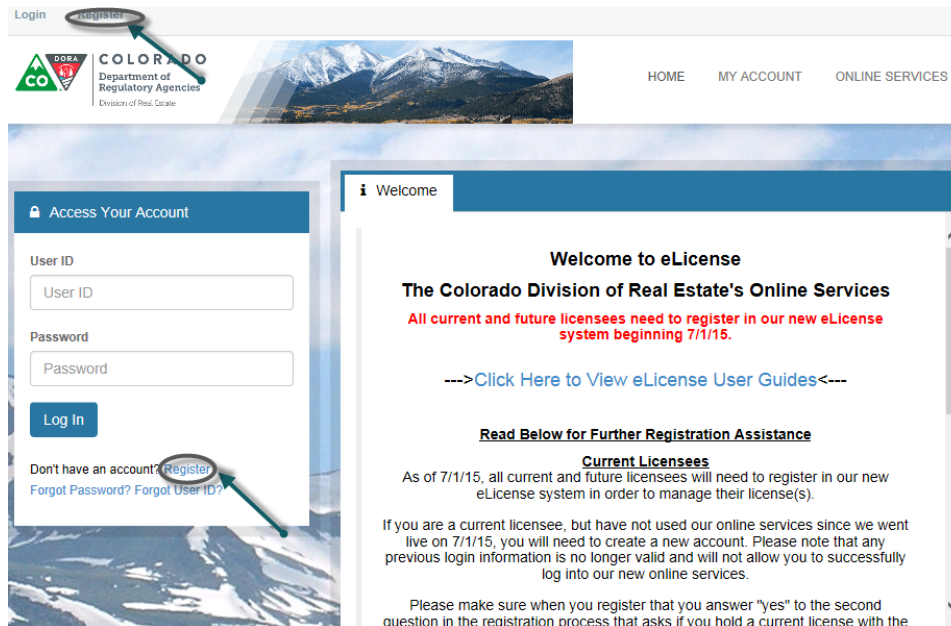 Login Register
DORA
CO
COLORADO
Department of
Regulatory Agencies
Division of Real Estate
HOME MY ACCOUNT ONLINE SERVICES
Access Your Account
User ID
User ID
Password
Password
Log In
Don't have an account? Register
Forgot Password? Forgot User ID?
i Welcome
Welcome to eLicense
The Colorado Division of Real Estate's Online Services
All current and future licensees need to register in our new eLicense
system beginning 7/1/15.
--->Click Here to View eLicense User Guides<---
Read Below for Further Registration Assistance
Current Licensees
As of 7/1/15, all current and future licensees will need to register in our new
eLicense system in order to manage their license(s).
If you are a current licensee, but have not used our online services since we went
live on 7/1/15, you will need to create a new account. Please note that any
previous login information is no longer valid and will not allow you to successfully
log into our new online services.
Please make sure when you register that you answer "yes" to the second
question in the registration process that asks if you hold a current license with the